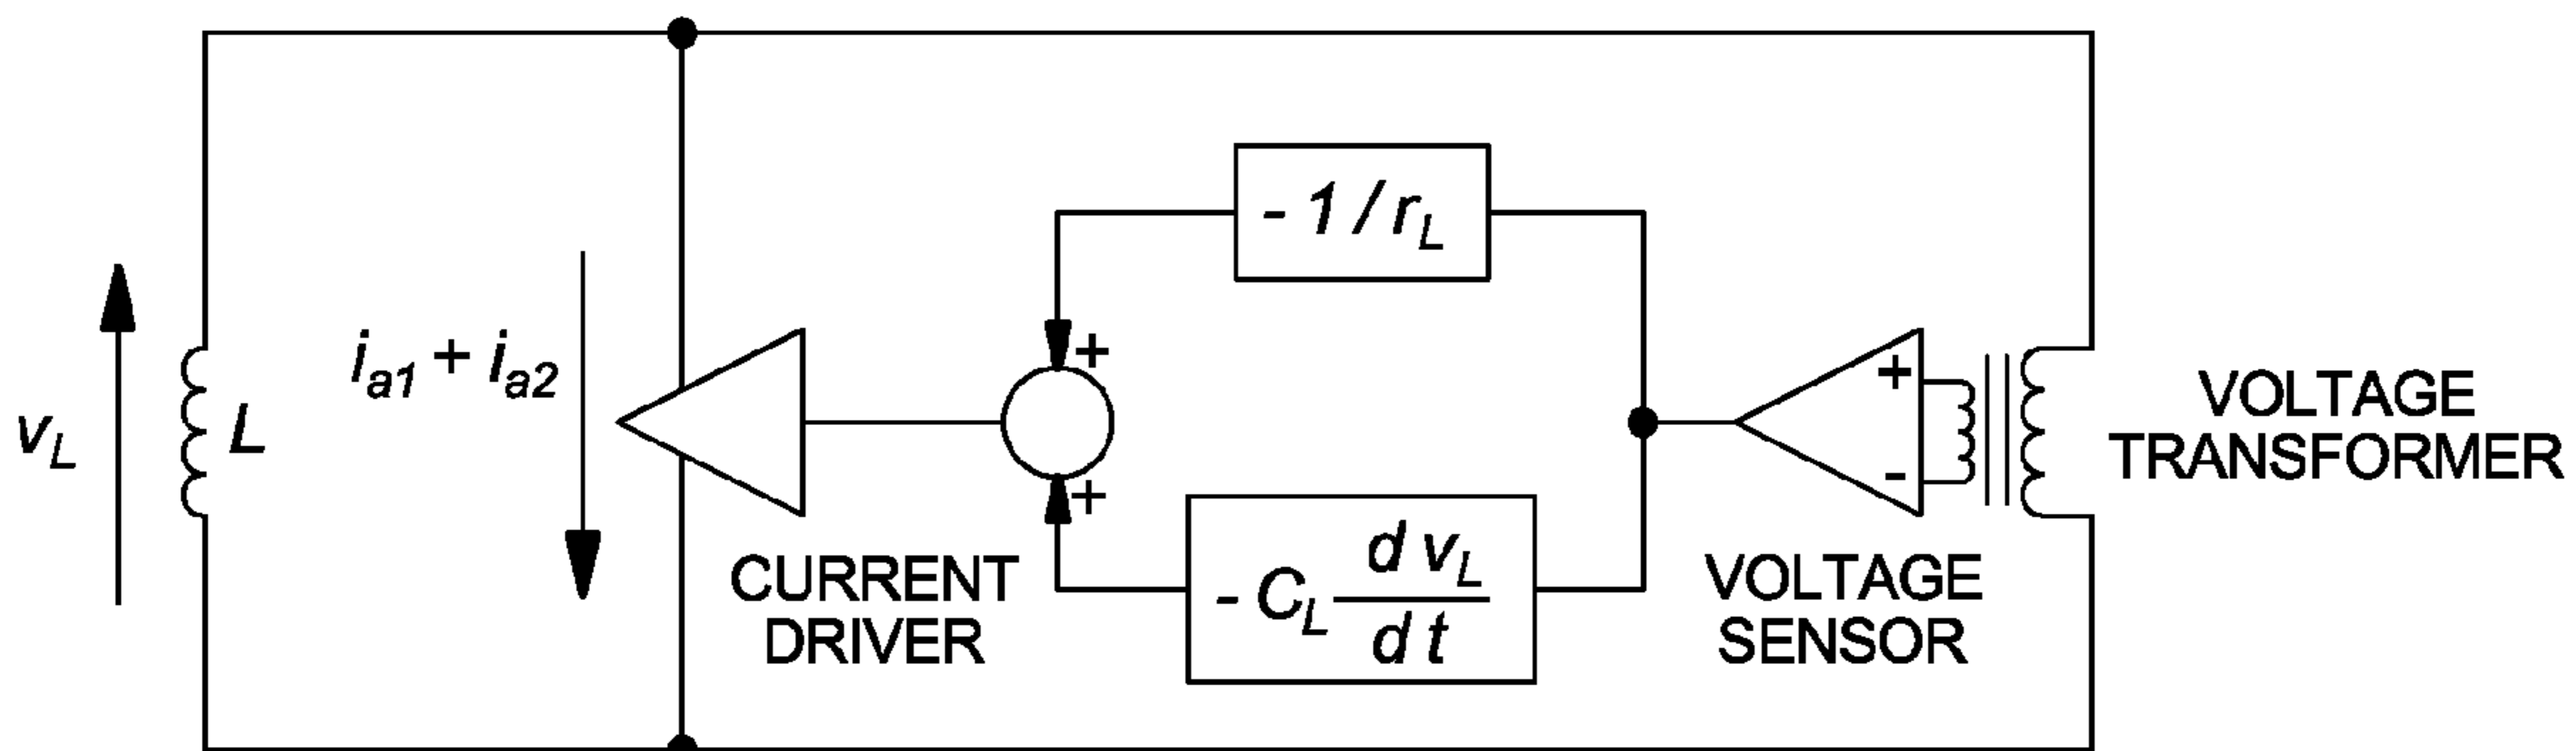 v_L
L
i_a1 + i_a2
CURRENT
DRIVER
- 1 / r_L
+
+
- C_L d v_L / d t
+
-
VOLTAGE
SENSOR
VOLTAGE
TRANSFORMER